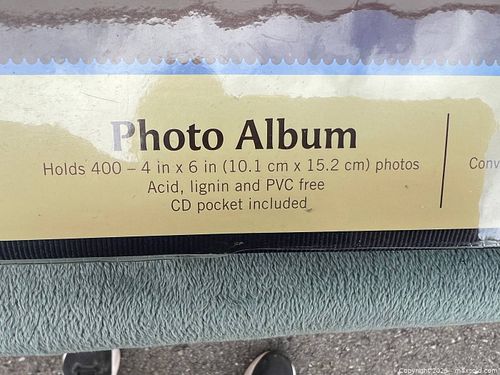 Photo Album
Holds 400 – 4 in x 6 in (10.1 cm x 15.2 cm) photos
Acid, lignin and PVC free
CD pocket included
Conv